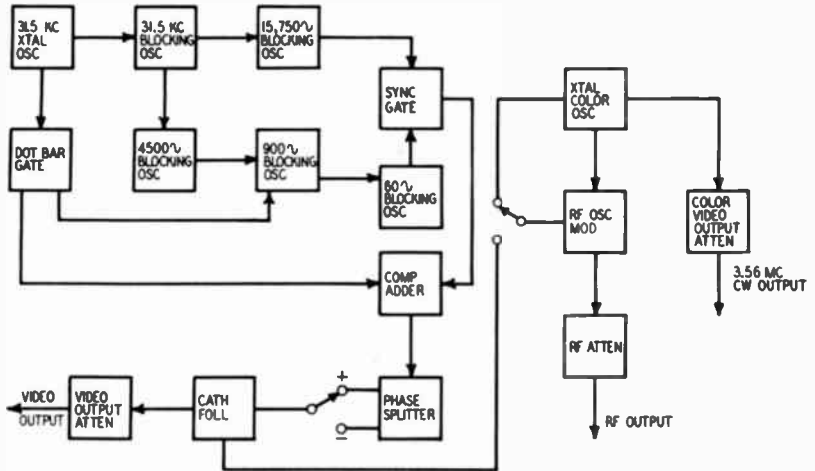 31.5 KC
XTAL
OSC
31.5 KC
BLOCKING
OSC
15,750∿
BLOCKING
OSC
SYNC
GATE
XTAL
COLOR
OSC
DOT BAR
GATE
4500∿
BLOCKING
OSC
900∿
BLOCKING
OSC
60∿
BLOCKING
OSC
RF OSC
MOD
COLOR
VIDEO
OUTPUT
ATTEN
3.56 MC
CW OUTPUT
COMP
ADDER
RF ATTEN
RF OUTPUT
VIDEO
OUTPUT
VIDEO
OUTPUT
ATTEN
CATH
FOLL
+
–
PHASE
SPLITTER